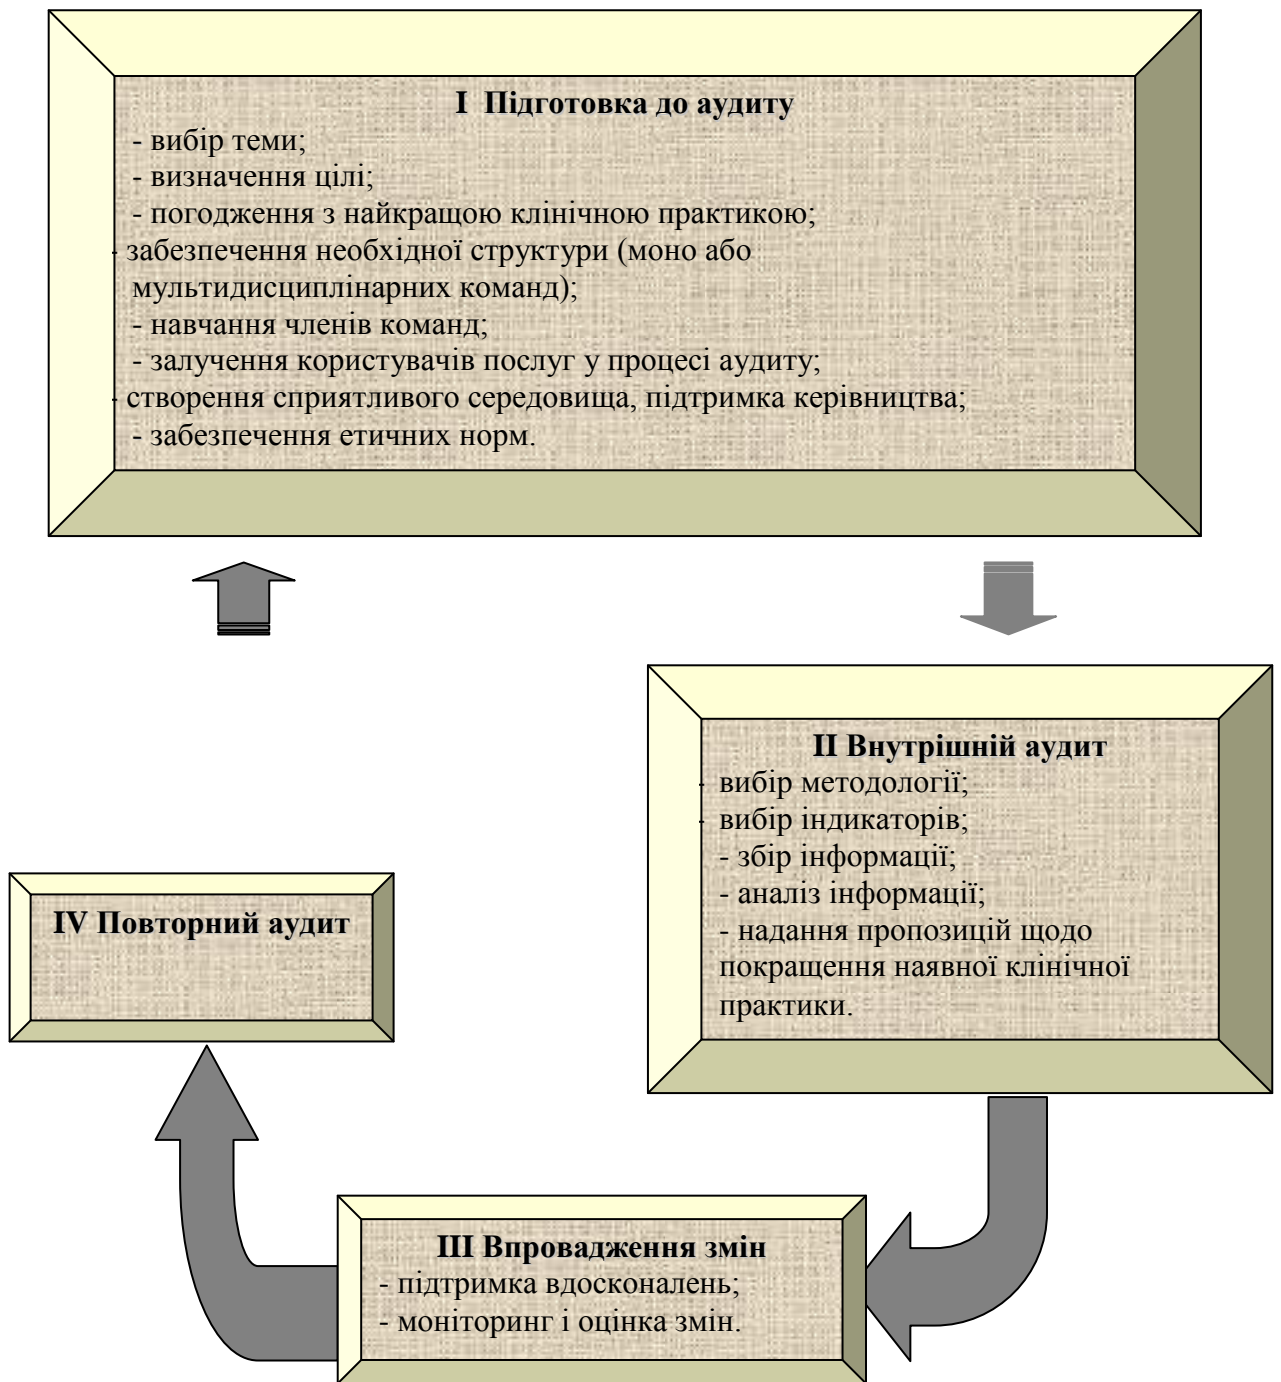 I Підготовка до аудиту
- вибір теми;
- визначення цілі;
- погодження з найкращою клінічною практикою;
- забезпечення необхідної структури (моно або
мультидисциплінарних команд);
- навчання членів команд;
- залучення користувачів послуг у процесі аудиту;
- створення сприятливого середовища, підтримка керівництва;
- забезпечення етичних норм.
II Внутрішній аудит
- вибір методології;
- вибір індикаторів;
- збір інформації;
- аналіз інформації;
- надання пропозицій щодо
покращення наявної клінічної
практики.
IV Повторний аудит
III Впровадження змін
- підтримка вдосконалень;
- моніторинг і оцінка змін.